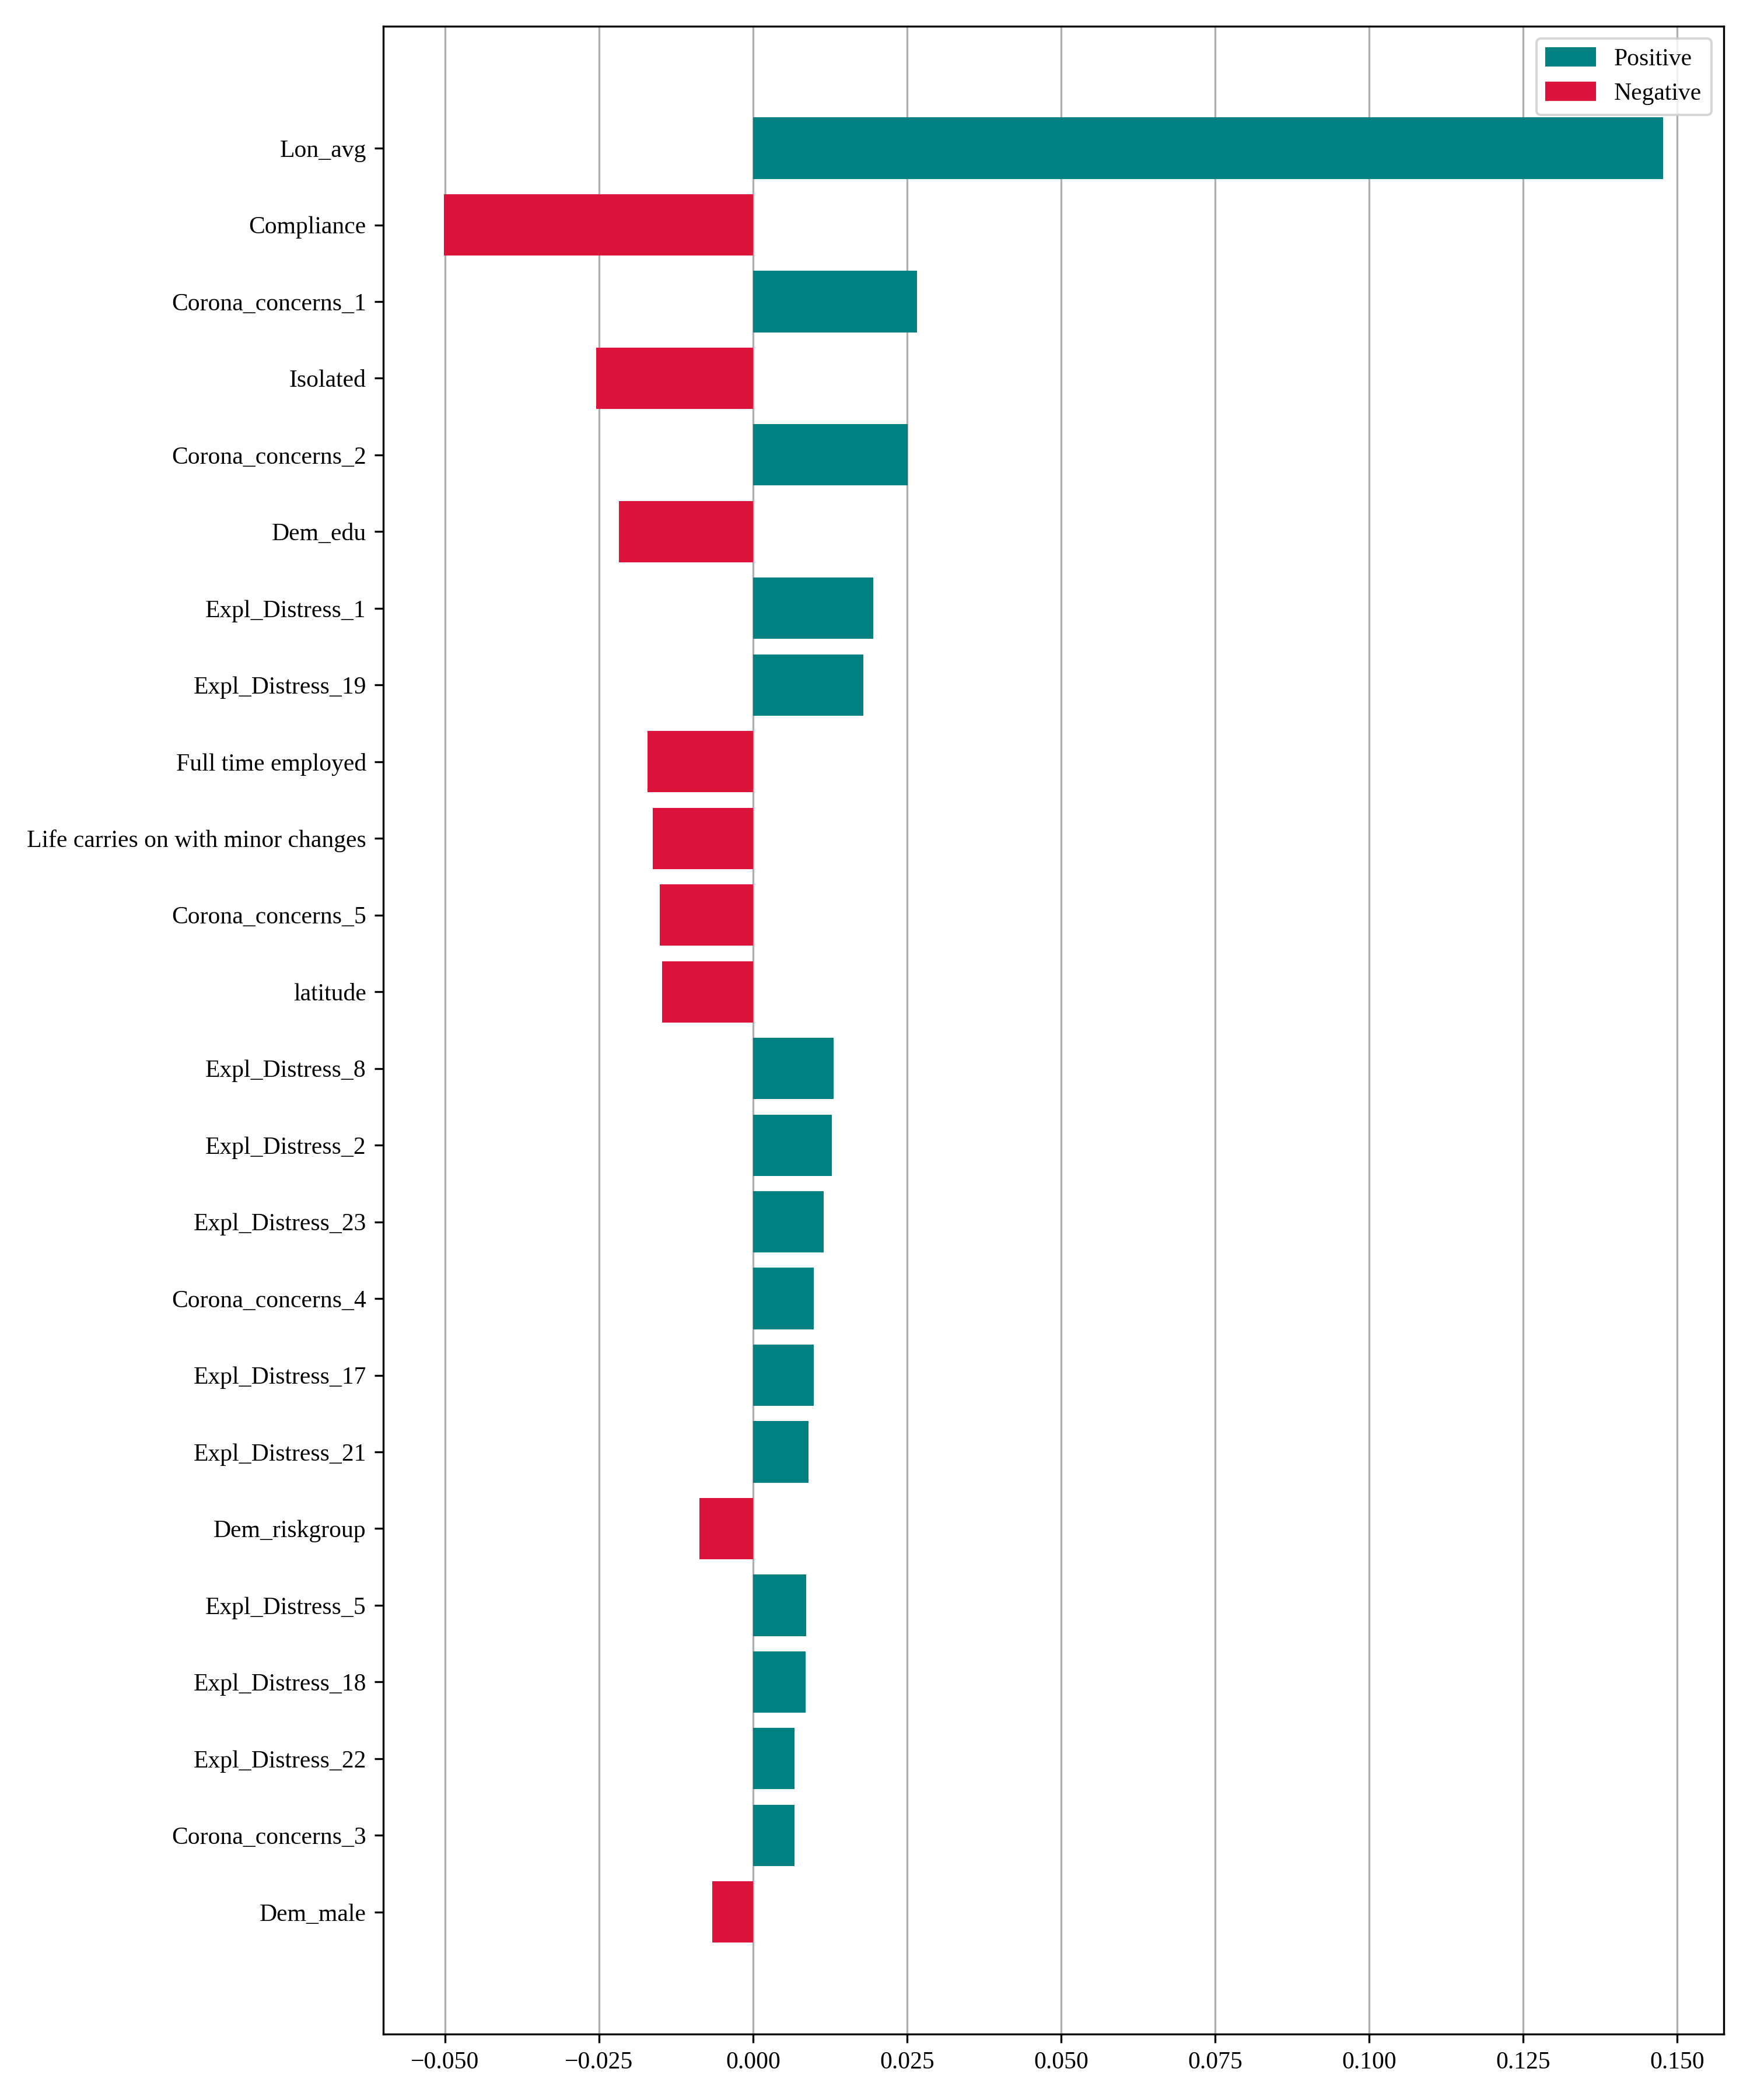 Positive
Negative
Lon_avg
Compliance
Corona_concerns_1
Isolated
Corona_concerns_2
Dem_edu
Expl_Distress_1
Expl_Distress_19
Full time employed
Life carries on with minor changes
Corona_concerns_5
latitude
Expl_Distress_8
Expl_Distress_2
Expl_Distress_23
Corona_concerns_4
Expl_Distress_17
Expl_Distress_21
Dem_riskgroup
Expl_Distress_5
Expl_Distress_18
Expl_Distress_22
Corona_concerns_3
Dem_male
−0.050 −0.025 0.000 0.025 0.050 0.075 0.100 0.125 0.150